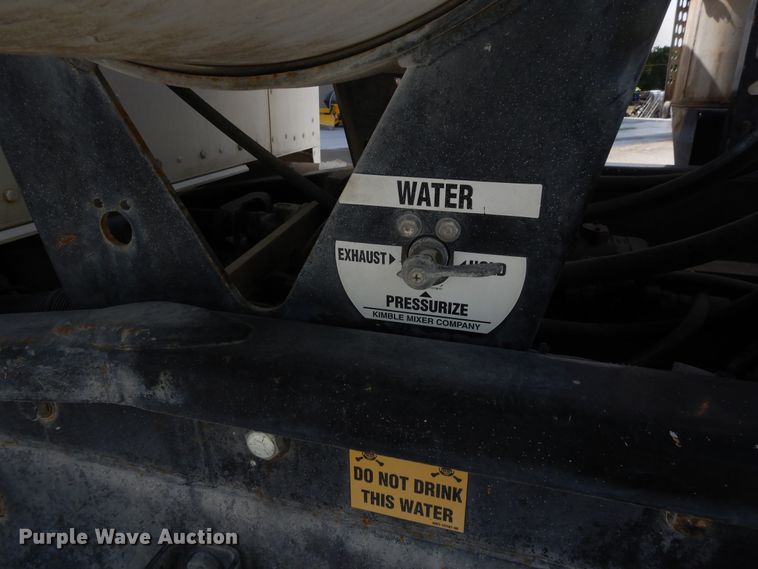 WATER
EXHAUST
PRESSURIZE
KIMBLE MIXER COMPANY
DO NOT DRINK
THIS WATER
Purple Wave Auction